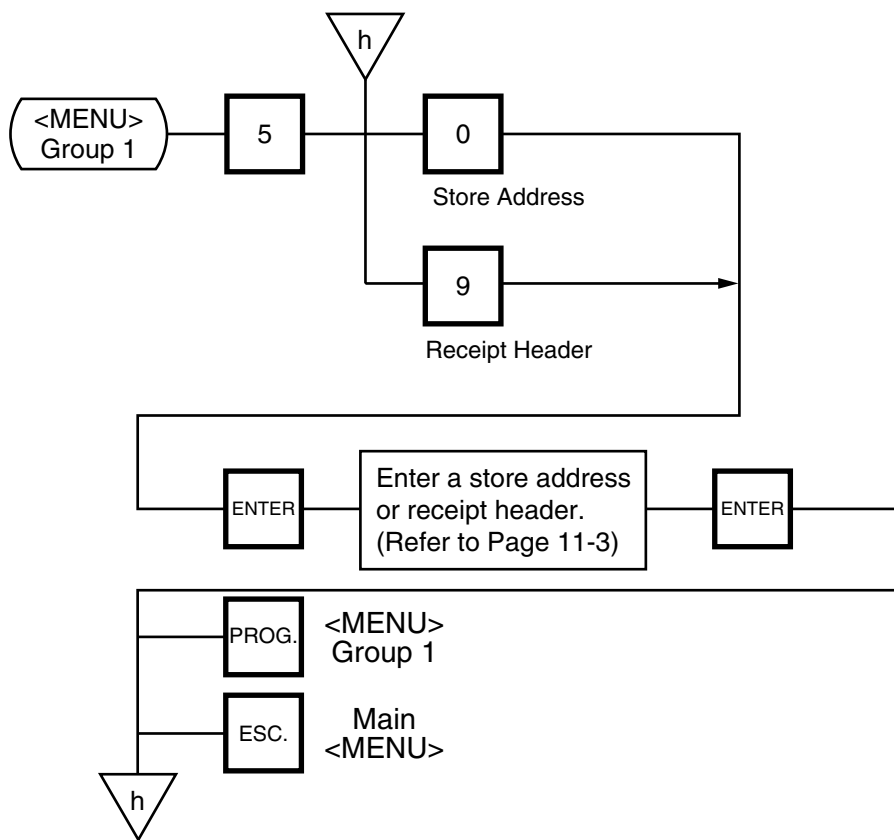 h
<MENU>
Group 1
5
0
Store Address
9
Receipt Header
ENTER
Enter a store address
or receipt header.
(Refer to Page 11-3)
ENTER
PROG.
<MENU>
Group 1
ESC.
Main
<MENU>
h